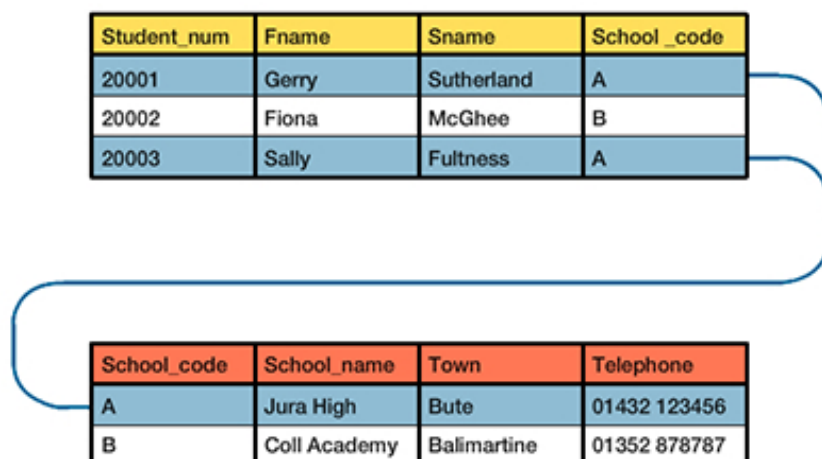 Student_num Fname Sname School _code
20001 Gerry Sutherland A
20002 Fiona McGhee B
20003 Sally Fultness A
School_code School_name Town Telephone
A Jura High Bute 01432 123456
B Coll Academy Balimartine 01352 878787